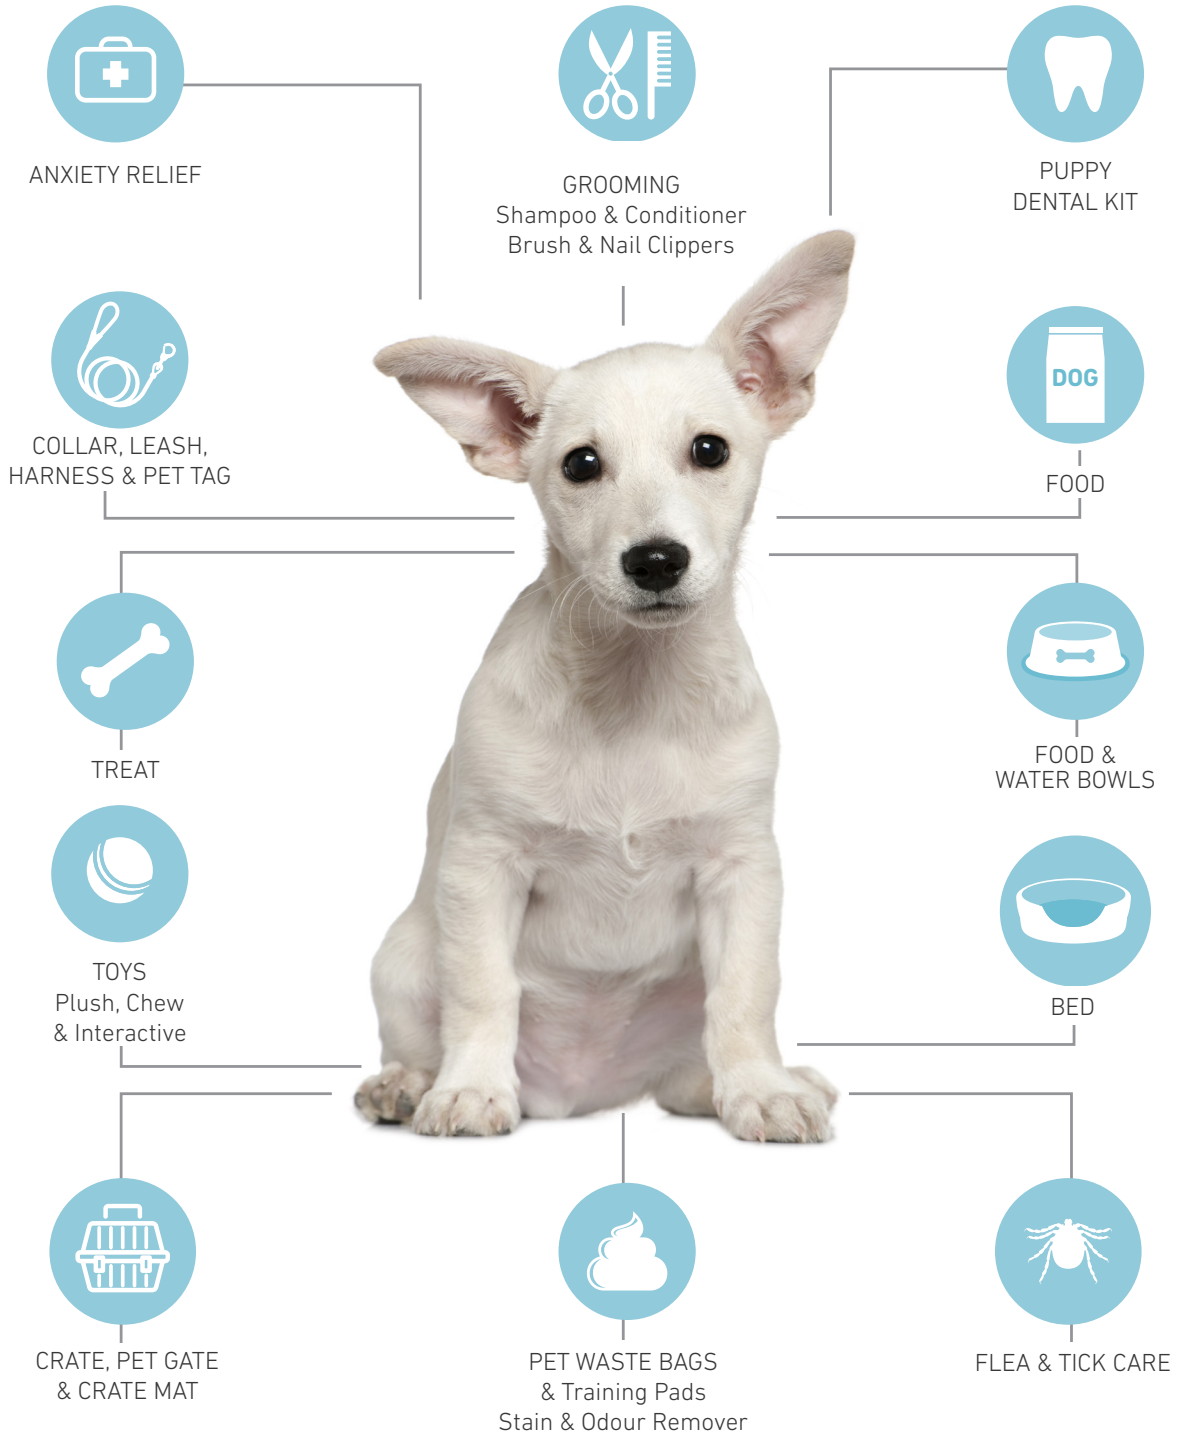 ANXIETY RELIEF
GROOMING
Shampoo & Conditioner
Brush & Nail Clippers
PUPPY
DENTAL KIT
COLLAR, LEASH,
HARNESS & PET TAG
DOG
FOOD
TREAT
FOOD &
WATER BOWLS
TOYS
Plush, Chew
& Interactive
BED
CRATE, PET GATE
& CRATE MAT
PET WASTE BAGS
& Training Pads
Stain & Odour Remover
FLEA & TICK CARE